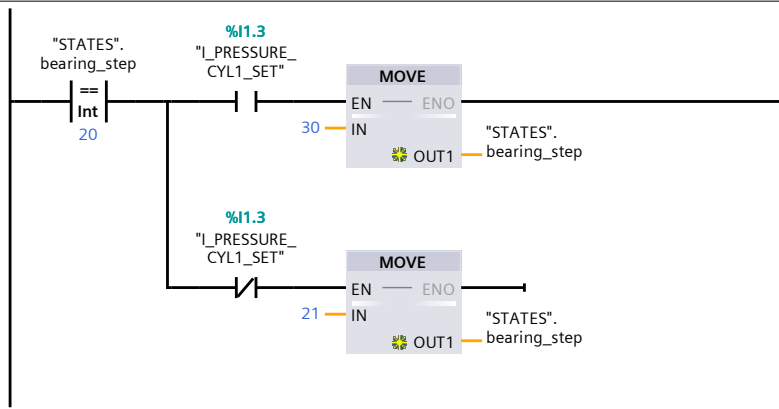 %I1.3
"STATES".
bearing_step
"I_PRESSURE_
CYL1_SET"
==
Int
20
MOVE
EN
ENO
30
IN
OUT1
"STATES".
bearing_step
%I1.3
"I_PRESSURE_
CYL1_SET"
MOVE
EN
ENO
21
IN
OUT1
"STATES".
bearing_step